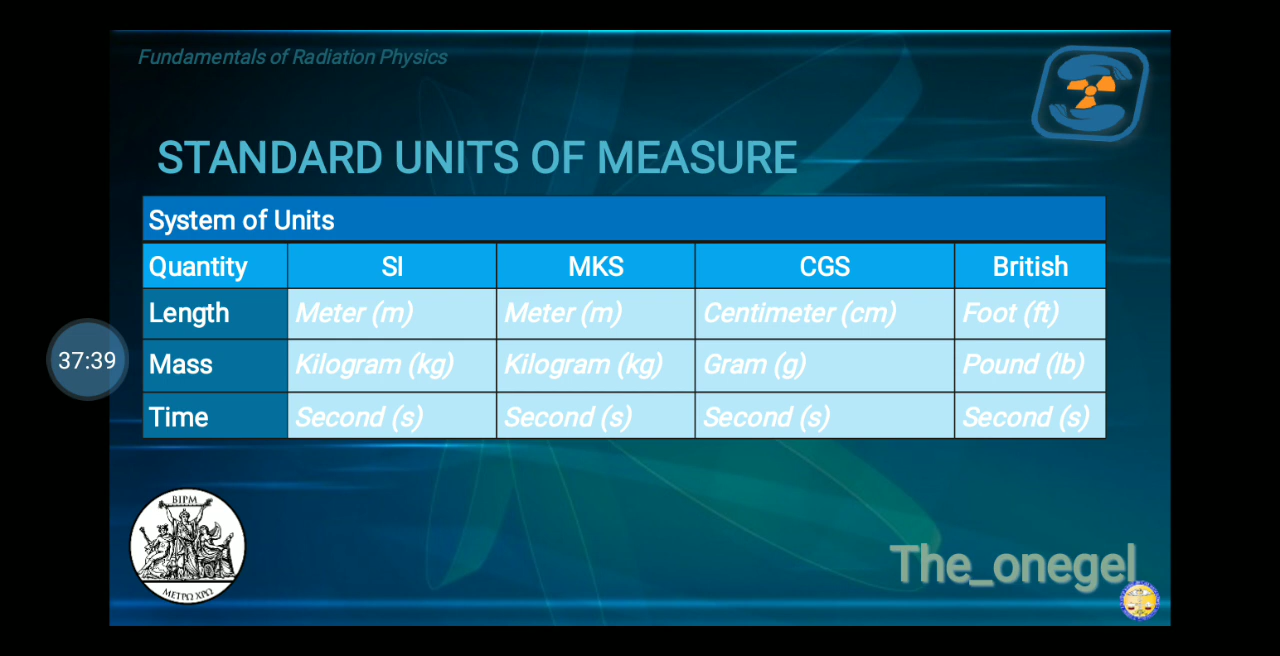 Fundamentals of Radiation Physics
STANDARD UNITS OF MEASURE
System of Units
Quantity SI MKS CGS British
Length Meter (m) Meter (m) Centimeter (cm) Foot (ft)
37:39
Mass Kilogram (kg) Kilogram (kg) Gram (g) Pound (lb)
Time Second (s) Second (s) Second (s) Second (s)
BIPM
ΜΕΤΡΩ ΧΡΩ
The_onegel